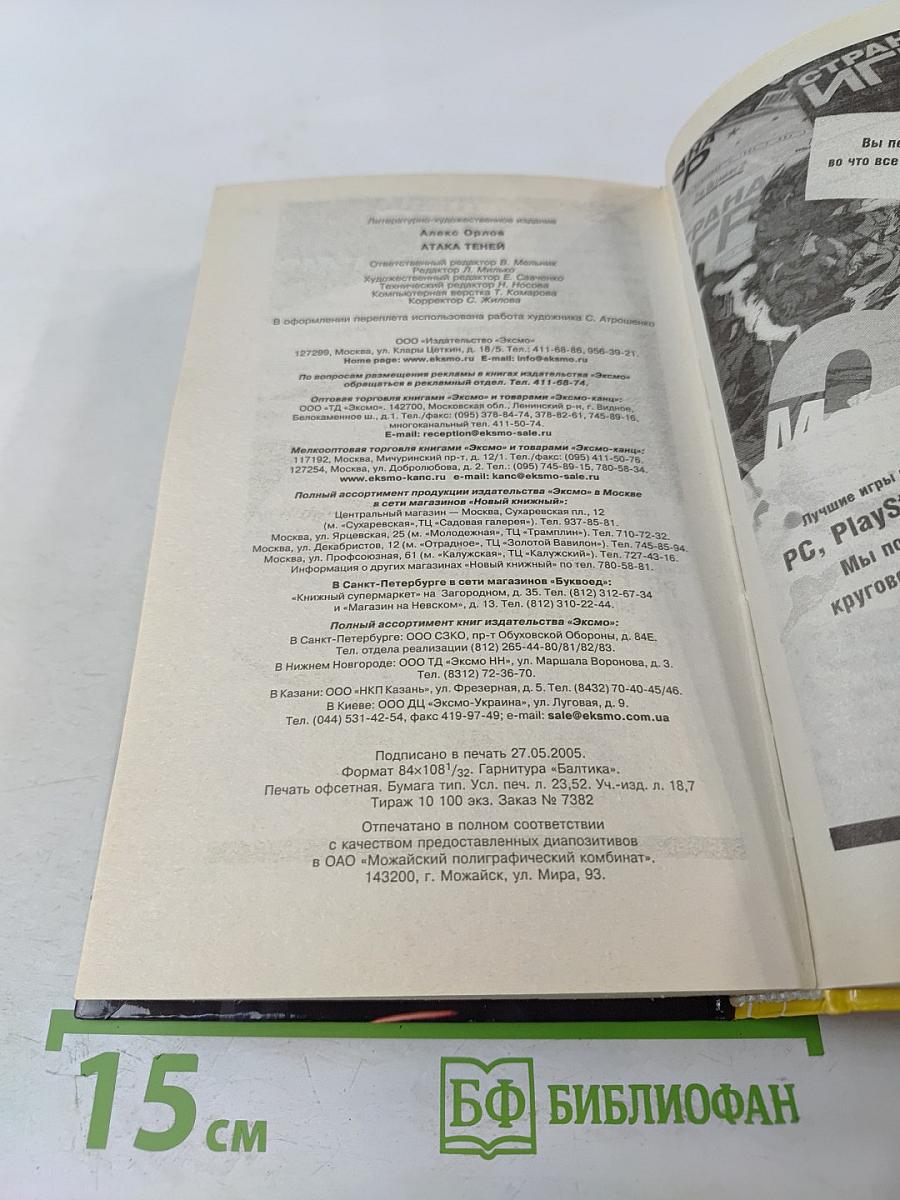 Литературно-художественное издание
Алекс Орлов
АТАКА ТЕНЕЙ
Ответственный редактор В. Мельник
Редактор Л. Милько
Художественный редактор Е. Савченко
Технический редактор Н. Носова
Компьютерная верстка Т. Комарова
Корректор С. Жилова
В оформлении переплета использована работа художника С. Атрошенко
ООО «Издательство «Эксмо»
127299, Москва, ул. Клары Цеткин, д. 18/5. Тел.: 411-68-86, 956-39-21.
Home page: www.eksmo.ru E-mail: info@eksmo.ru
По вопросам размещения рекламы в книгах издательства «Эксмо»
обращаться в рекламный отдел. Тел. 411-68-74.
Оптовая торговля книгами «Эксмо» и товарами «Эксмо-канц»:
ООО «ТД «Эксмо». 142700, Московская обл., Ленинский р-н, г. Видное,
Белокаменное ш., д.1. Тел./факс: (095) 378-84-74, 378-82-61, 745-89-16,
многоканальный тел. 411-50-74.
E-mail: reception@eksmo-sale.ru
Мелкооптовая торговля книгами «Эксмо» и товарами «Эксмо-канц»:
117192, Москва, Мичуринский пр-т, д. 12/1. Тел./факс: (095) 411-50-76.
127254, Москва, ул. Добролюбова, д. 2. Тел.: (095) 745-89-15, 780-58-34.
www.eksmo-kanc.ru e-mail: kanc@eksmo-sale.ru
Полный ассортимент продукции издательства «Эксмо» в Москве
в сети магазинов «Новый книжный»:
Центральный магазин — Москва, Сухаревская пл., 12
(м. «Сухаревская»,ТЦ «Садовая галерея»). Тел. 937-85-81.
Москва, ул. Ярцевская, 25 (м. «Молодежная», ТЦ «Трамплин»). Тел. 710-72-32.
Москва, ул. Декабристов, 12 (м. «Отрадное», ТЦ «Золотой Вавилон»). Тел. 745-85-94.
Москва, ул. Профсоюзная, 61 (м. «Калужская», ТЦ «Калужский»). Тел. 727-43-16.
Информация о других магазинах «Новый книжный» по тел. 780-58-81.
В Санкт-Петербурге в сети магазинов «Буквоед»:
«Книжный супермаркет» на Загородном, д. 35. Тел. (812) 312-67-34
и «Магазин на Невском», д. 13. Тел. (812) 310-22-44.
Полный ассортимент книг издательства «Эксмо»:
В Санкт-Петербурге: ООО СЗКО, пр-т Обуховской Обороны, д. 84Е.
Тел. отдела реализации (812) 265-44-80/81/82/83.
В Нижнем Новгороде: ООО ТД «Эксмо НН», ул. Маршала Воронова, д. 3.
Тел. (8312) 72-36-70.
В Казани: ООО «НКП Казань», ул. Фрезерная, д. 5. Тел. (8432) 70-40-45/46.
В Киеве: ООО ДЦ «Эксмо-Украина», ул. Луговая, д. 9.
Тел. (044) 531-42-54, факс 419-97-49; e-mail: sale@eksmo.com.ua
Подписано в печать 27.05.2005.
Формат 84×108 1/32. Гарнитура «Балтика».
Печать офсетная. Бумага тип. Усл. печ. л. 23,52. Уч.-изд. л. 18,7
Тираж 10 100 экз. Заказ № 7382
Отпечатано в полном соответствии
с качеством предоставленных диапозитивов
в ОАО «Можайский полиграфический комбинат».
143200, г. Можайск, ул. Мира, 93.
СТРАНА
ИГР
Вы пе
во что все
Лучшие игры
PC, PlayS
Мы по
кругово
15 см
БФ БИБЛИОФАН